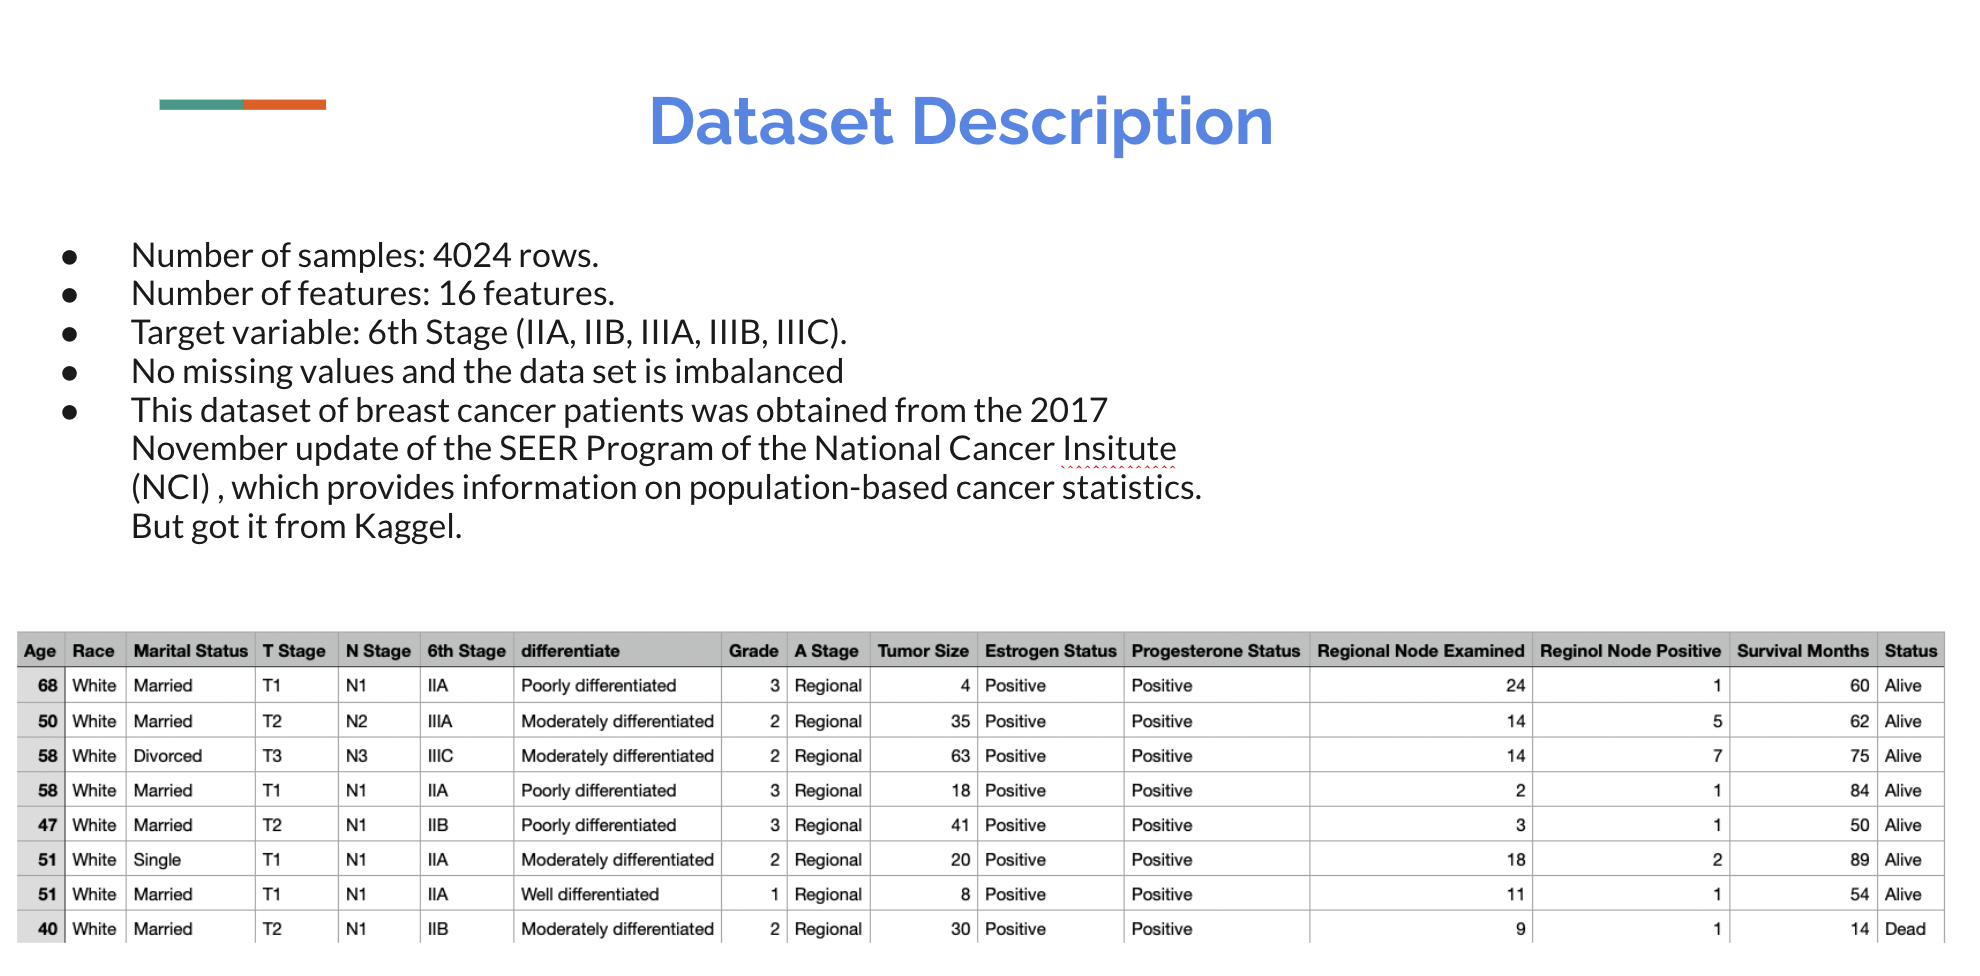 Dataset Description
● Number of samples: 4024 rows.
● Number of features: 16 features.
● Target variable: 6th Stage (IIA, IIB, IIIA, IIIB, IIIC).
● No missing values and the data set is imbalanced
● This dataset of breast cancer patients was obtained from the 2017
November update of the SEER Program of the National Cancer Insitute
(NCI) , which provides information on population-based cancer statistics.
But got it from Kaggel.
Age Race Marital Status T Stage N Stage 6th Stage differentiate Grade A Stage Tumor Size Estrogen Status Progesterone Status Regional Node Examined Reginol Node Positive Survival Months Status
68 White Married T1 N1 IIA Poorly differentiated 3 Regional 4 Positive Positive 24 1 60 Alive
50 White Married T2 N2 IIIA Moderately differentiated 2 Regional 35 Positive Positive 14 5 62 Alive
58 White Divorced T3 N3 IIIC Moderately differentiated 2 Regional 63 Positive Positive 14 7 75 Alive
58 White Married T1 N1 IIA Poorly differentiated 3 Regional 18 Positive Positive 2 1 84 Alive
47 White Married T2 N1 IIB Poorly differentiated 3 Regional 41 Positive Positive 3 1 50 Alive
51 White Single T1 N1 IIA Moderately differentiated 2 Regional 20 Positive Positive 18 2 89 Alive
51 White Married T1 N1 IIA Well differentiated 1 Regional 8 Positive Positive 11 1 54 Alive
40 White Married T2 N1 IIB Moderately differentiated 2 Regional 30 Positive Positive 9 1 14 Dead